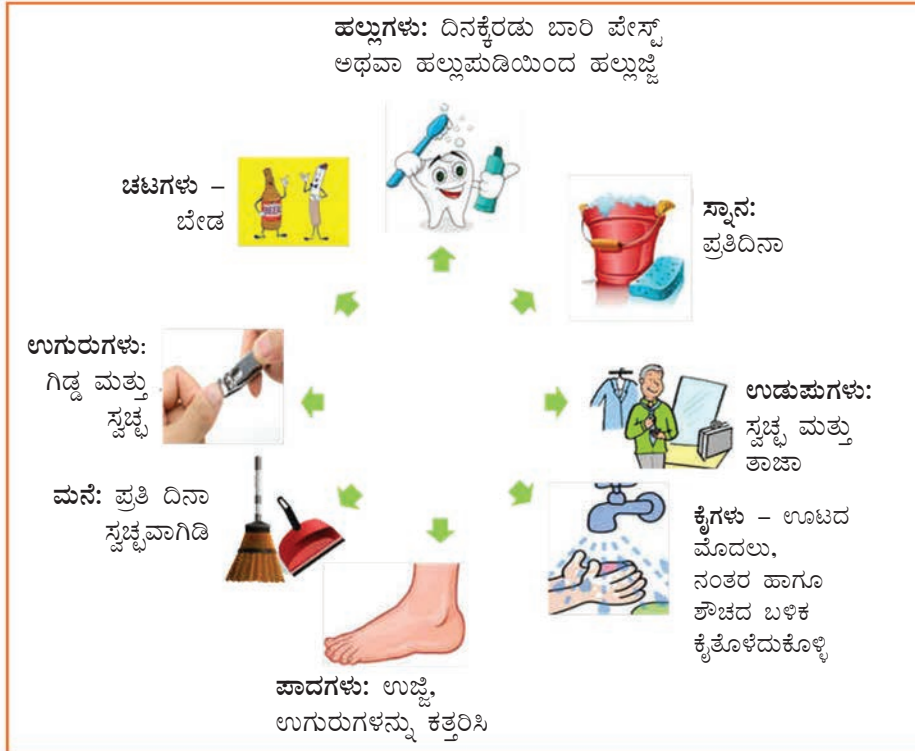 ಹಲ್ಲುಗಳು: ದಿನಕ್ಕೆರಡು ಬಾರಿ ಪೇಸ್ಟ್
ಅಥವಾ ಹಲ್ಲುಪುಡಿಯಿಂದ ಹಲ್ಲುಜ್ಜಿ
ಚಟಗಳು –
ಬೇಡ
BEER
ಸ್ನಾನ:
ಪ್ರತಿದಿನಾ
ಉಗುರುಗಳು:
ಗಿಡ್ಡ ಮತ್ತು
ಸ್ವಚ್ಛ
ಉಡುಪುಗಳು:
ಸ್ವಚ್ಛ ಮತ್ತು
ತಾಜಾ
ಮನೆ: ಪ್ರತಿ ದಿನಾ
ಸ್ವಚ್ಛವಾಗಿಡಿ
ಕೈಗಳು – ಊಟದ
ಮೊದಲು,
ನಂತರ ಹಾಗೂ
ಶೌಚದ ಬಳಿಕ
ಕೈತೊಳೆದುಕೊಳ್ಳಿ
ಪಾದಗಳು: ಉಜ್ಜಿ,
ಉಗುರುಗಳನ್ನು ಕತ್ತರಿಸಿ